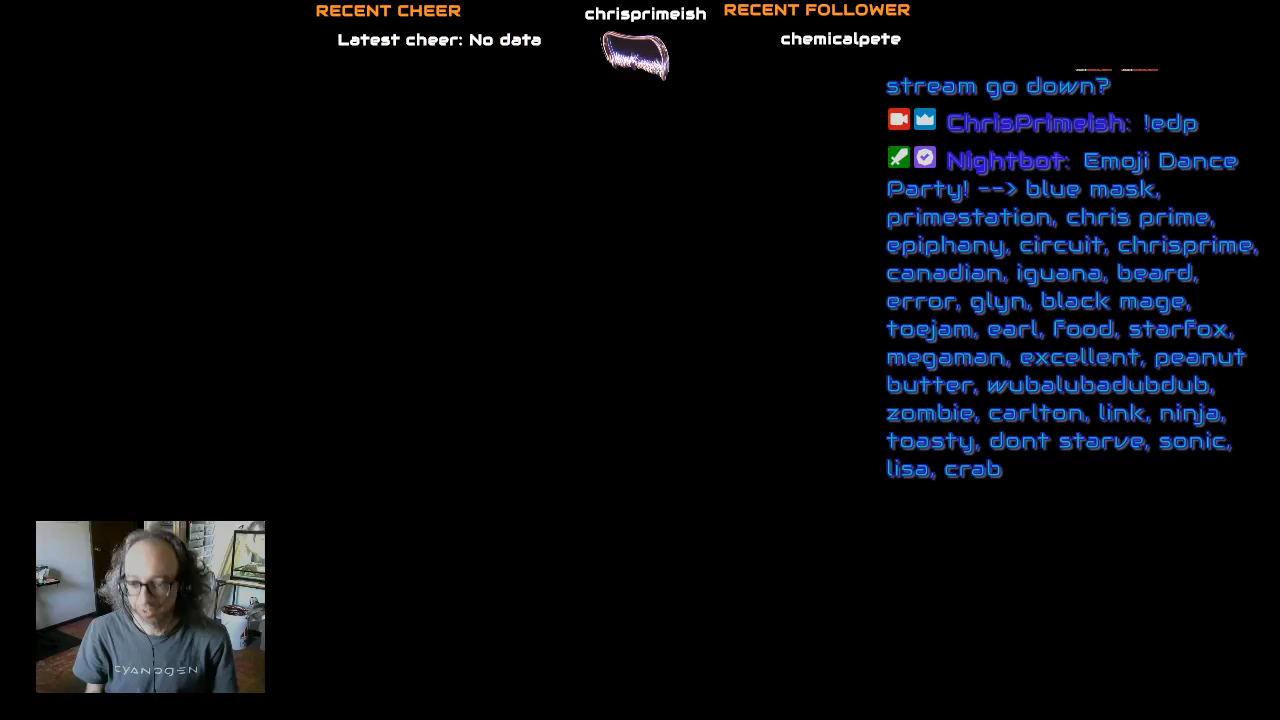 RECENT CHEER
Latest cheer: No data
chrisprimeish
RECENT FOLLOWER
chemicalpete
stream go down?
ChrisPrimeish: !edp
Nightbot: Emoji Dance
Party! --> blue mask,
primestation, chris prime,
epiphany, circuit, chrisprime,
canadian, iguana, beard,
error, glyn, black mage,
toejam, earl, food, starfox,
megaman, excellent, peanut
butter, wubalubadubdub,
zombie, carlton, link, ninja,
toasty, dont starve, sonic,
lisa, crab
CYANOGEN